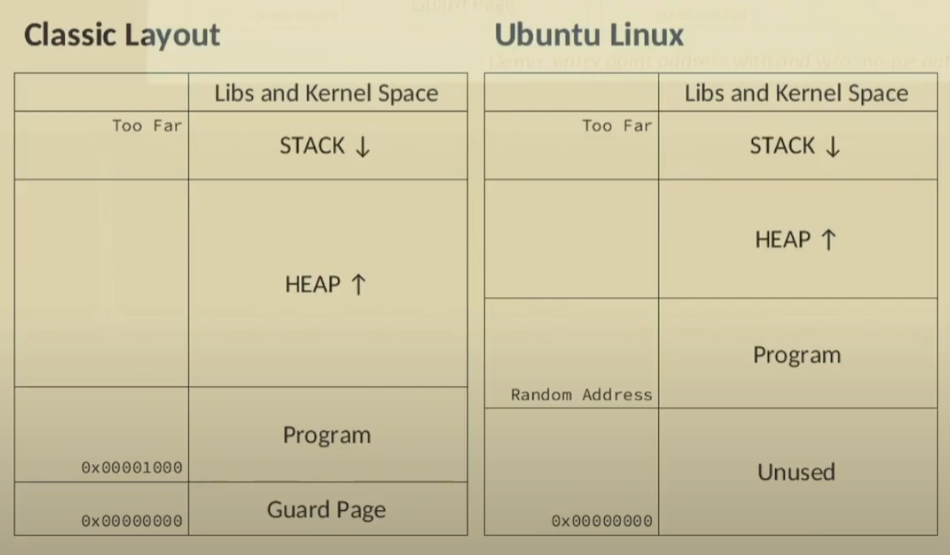 Classic Layout
Libs and Kernel Space
Too Far
STACK ↓
HEAP ↑
Program
0x00001000
0x00000000
Guard Page
Ubuntu Linux
Libs and Kernel Space
Too Far
STACK ↓
HEAP ↑
Program
Random Address
Unused
0x00000000